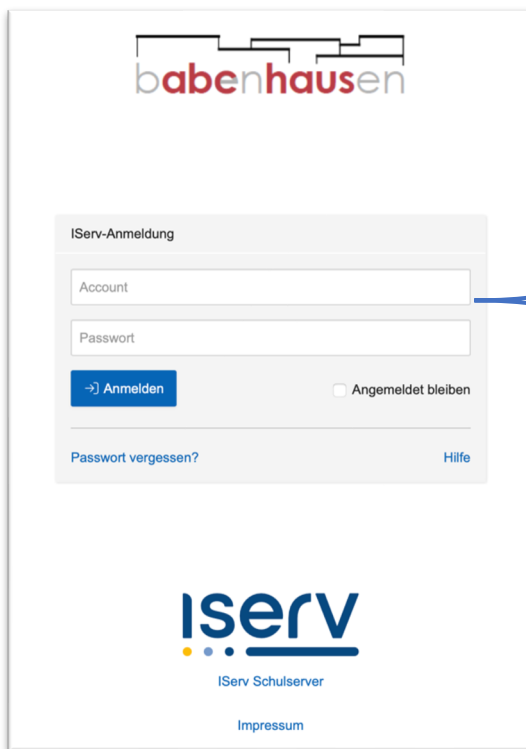 babenhausen
IServ-Anmeldung
Account
Passwort
Anmelden
Angemeldet bleiben
Passwort vergessen?
Hilfe
IServ
IServ Schulserver
Impressum